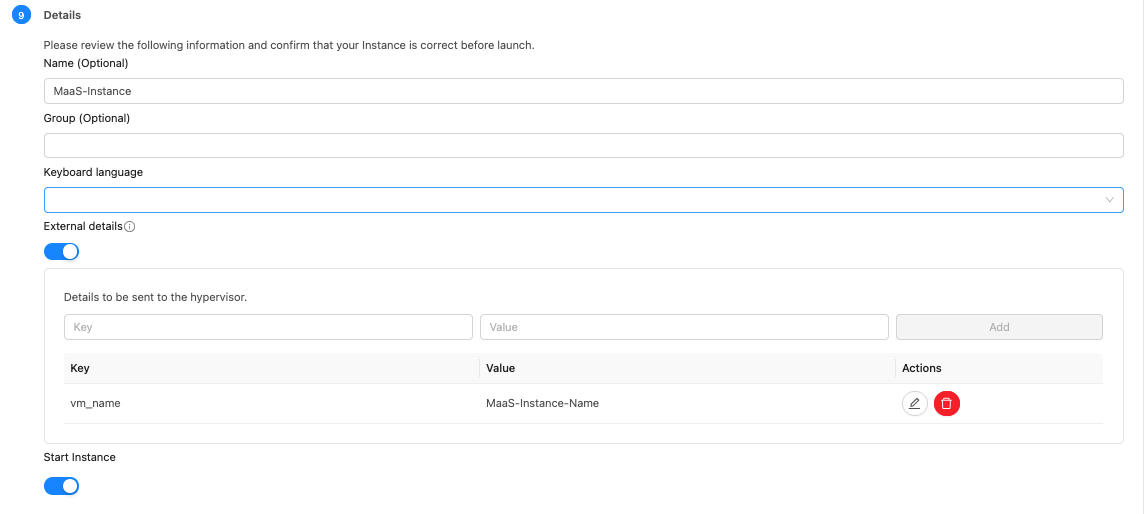 9 Details
Please review the following information and confirm that your Instance is correct before launch.
Name (Optional)
MaaS-Instance
Group (Optional)
Keyboard language
External details
Details to be sent to the hypervisor.
Key Value Add
Key Value Actions
vm_name MaaS-Instance-Name
Start Instance